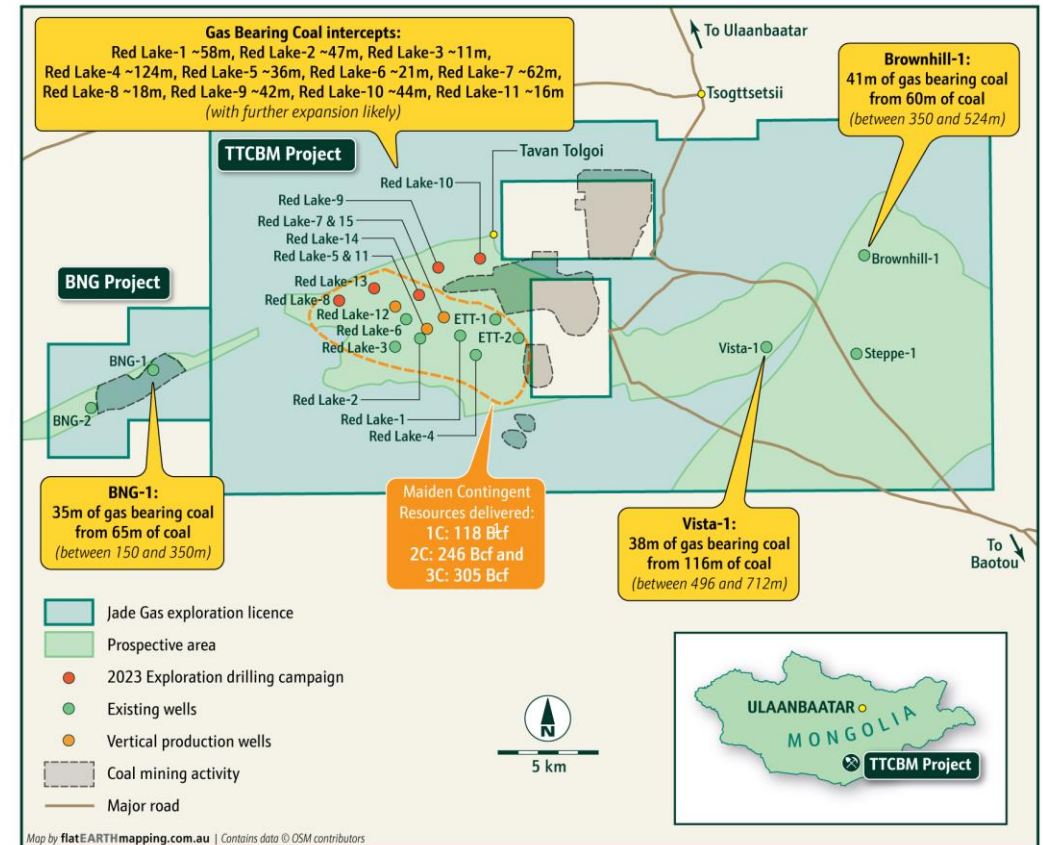 Gas Bearing Coal intercepts:
Red Lake-1 ~58m, Red Lake-2 ~47m, Red Lake-3 ~11m,
Red Lake-4 ~124m, Red Lake-5 ~36m, Red Lake-6 ~21m, Red Lake-7 ~62m,
Red Lake-8 ~18m, Red Lake-9 ~42m, Red Lake-10 ~44m, Red Lake-11 ~16m
(with further expansion likely)
To Ulaanbaatar
Tsogttsetsii
Brownhill-1:
41m of gas bearing coal
from 60m of coal
(between 350 and 524m)
TTCBM Project
Tavan Tolgoi
Red Lake-10
Red Lake-9
Red Lake-7 & 15
Red Lake-14
Red Lake-5 & 11
Red Lake-13
Red Lake-8
Red Lake-12
Red Lake-6
Red Lake-3
ETT-1
ETT-2
Red Lake-2
Red Lake-1
Red Lake-4
Brownhill-1
Vista-1
Steppe-1
BNG Project
BNG-1
BNG-2
BNG-1:
35m of gas bearing coal
from 65m of coal
(between 150 and 350m)
Maiden Contingent
Resources delivered:
1C: 118 Bcf
1
2C: 246 Bcf and
3C: 305 Bcf
Vista-1:
38m of gas bearing coal
from 116m of coal
(between 496 and 712m)
To
Baotou
Jade Gas exploration licence
Prospective area
2023 Exploration drilling campaign
Existing wells
Vertical production wells
Coal mining activity
Major road
N
5 km
ULAANBAATAR
MONGOLIA
TTCBM Project
Map by flatEARTHmapping.com.au | Contains data © OSM contributors